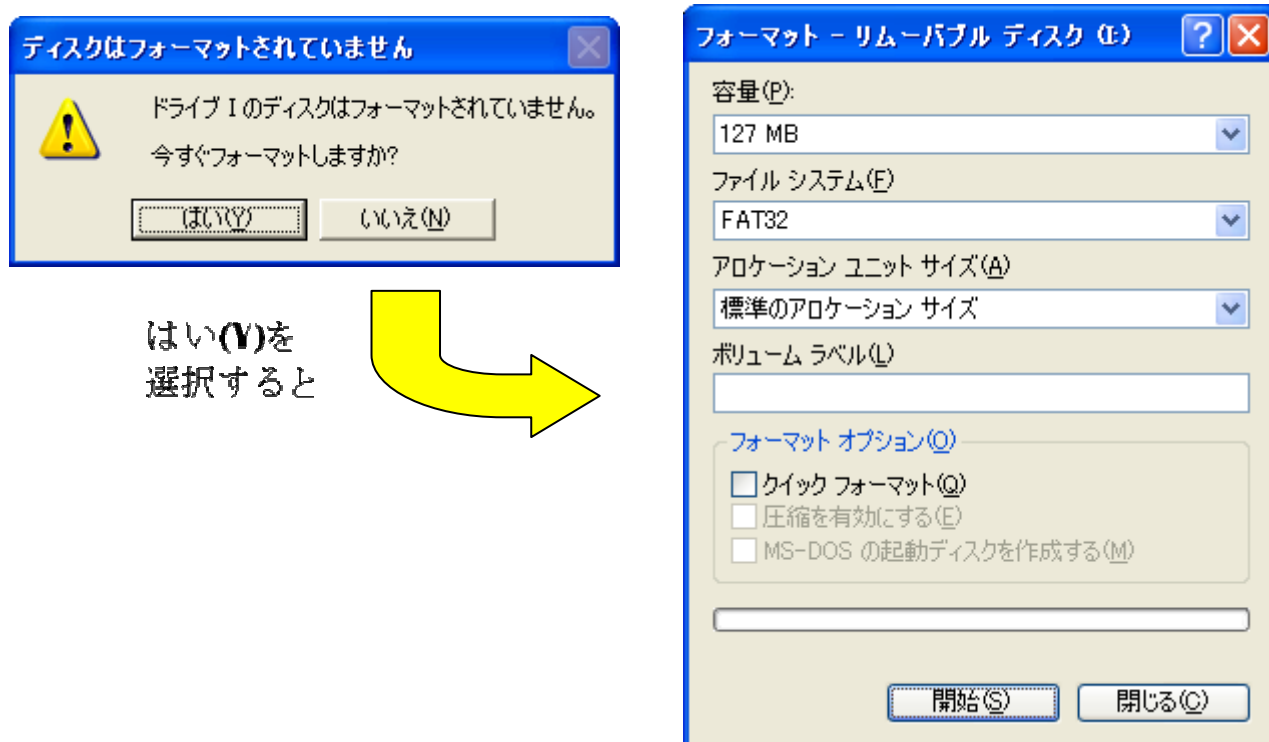 ディスクはフォーマットされていません
ドライブ I のディスクはフォーマットされていません。
今すぐフォーマットしますか?
はい(Y)
いいえ(N)
はい(Y)を
選択すると
フォーマット - リムーバブル ディスク (I:)
容量(P):
127 MB
ファイル システム(F)
FAT32
アロケーション ユニット サイズ(A)
標準のアロケーション サイズ
ボリューム ラベル(L)
フォーマット オプション(O)
クイック フォーマット(Q)
圧縮を有効にする(E)
MS-DOS の起動ディスクを作成する(M)
開始(S)
閉じる(C)